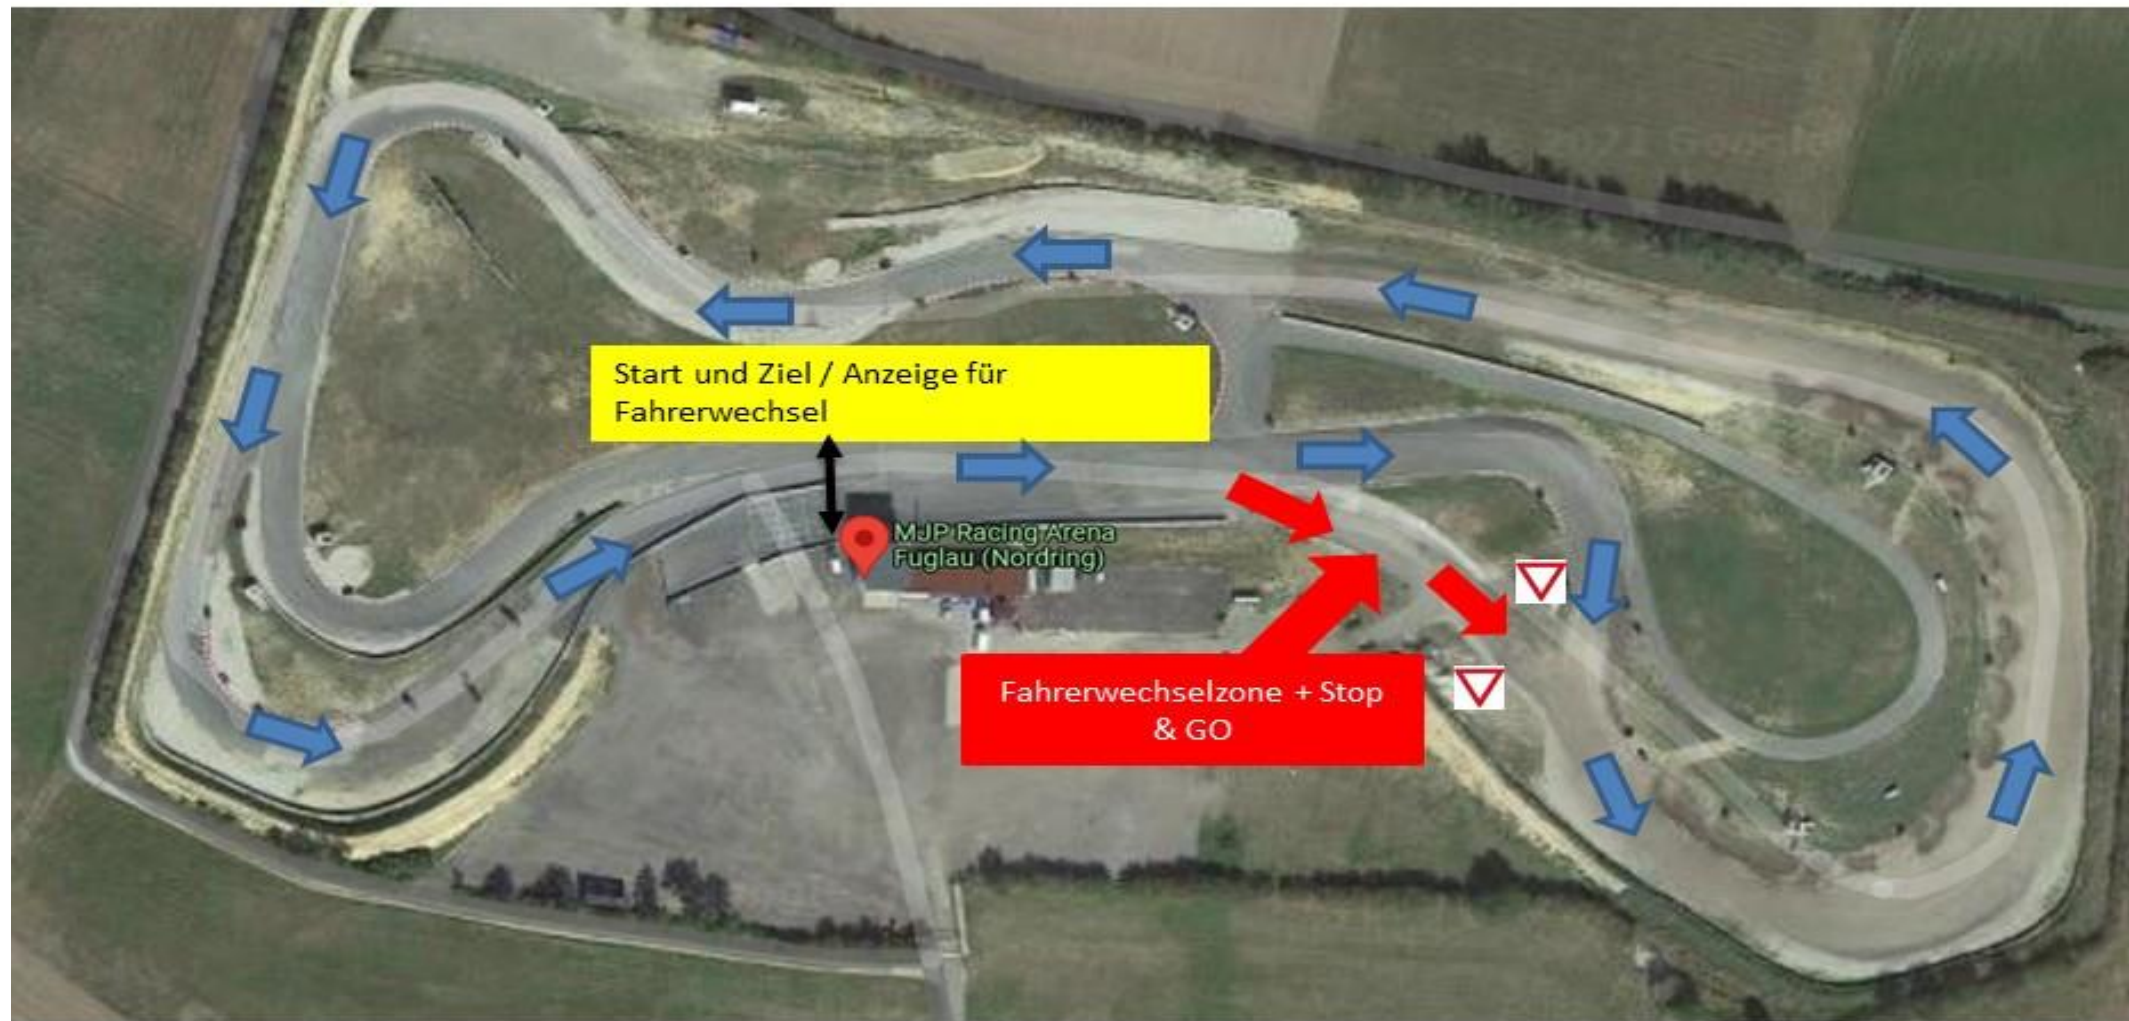 Start und Ziel / Anzeige für
Fahrerwechsel
MJP Racing Arena
Fuglau (Nordring)
Fahrerwechselzone + Stop
& GO